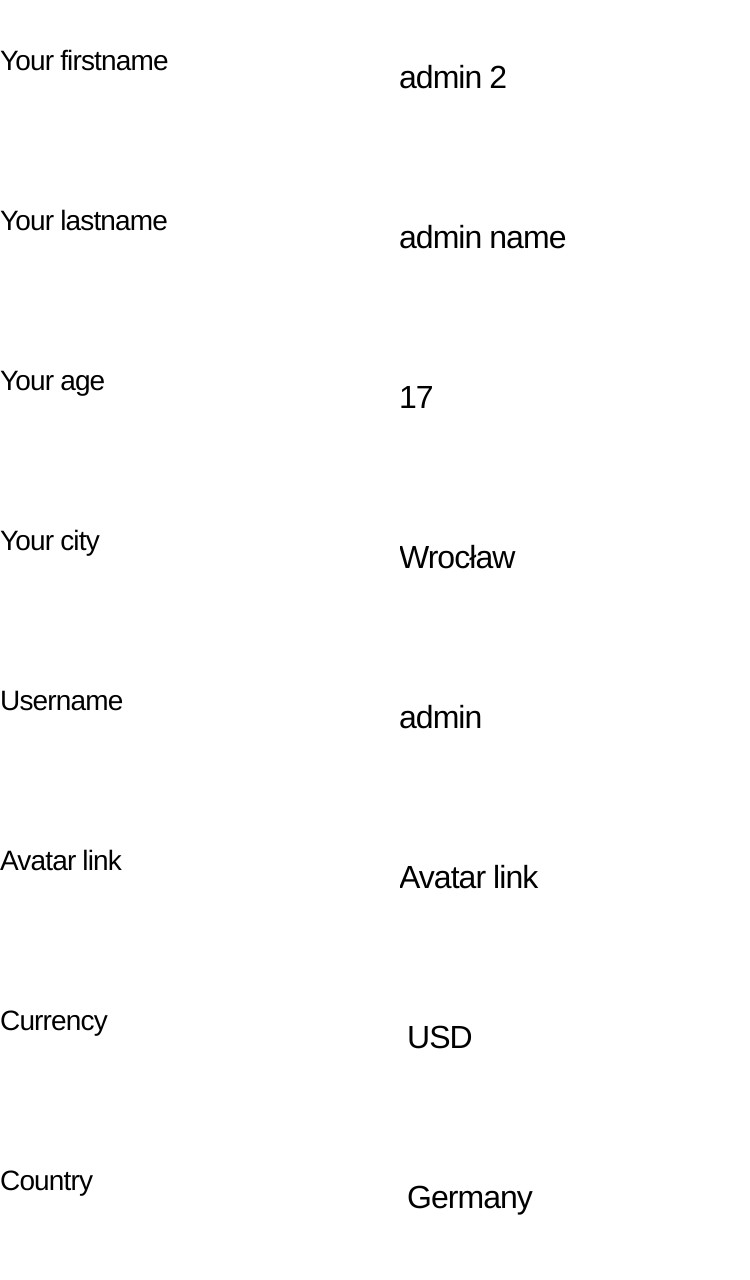 Your firstname
admin 2
Your lastname
admin name
Your age
17
Your city
Wrocław
Username
admin
Avatar link
Avatar link
Currency
USD
Country
Germany